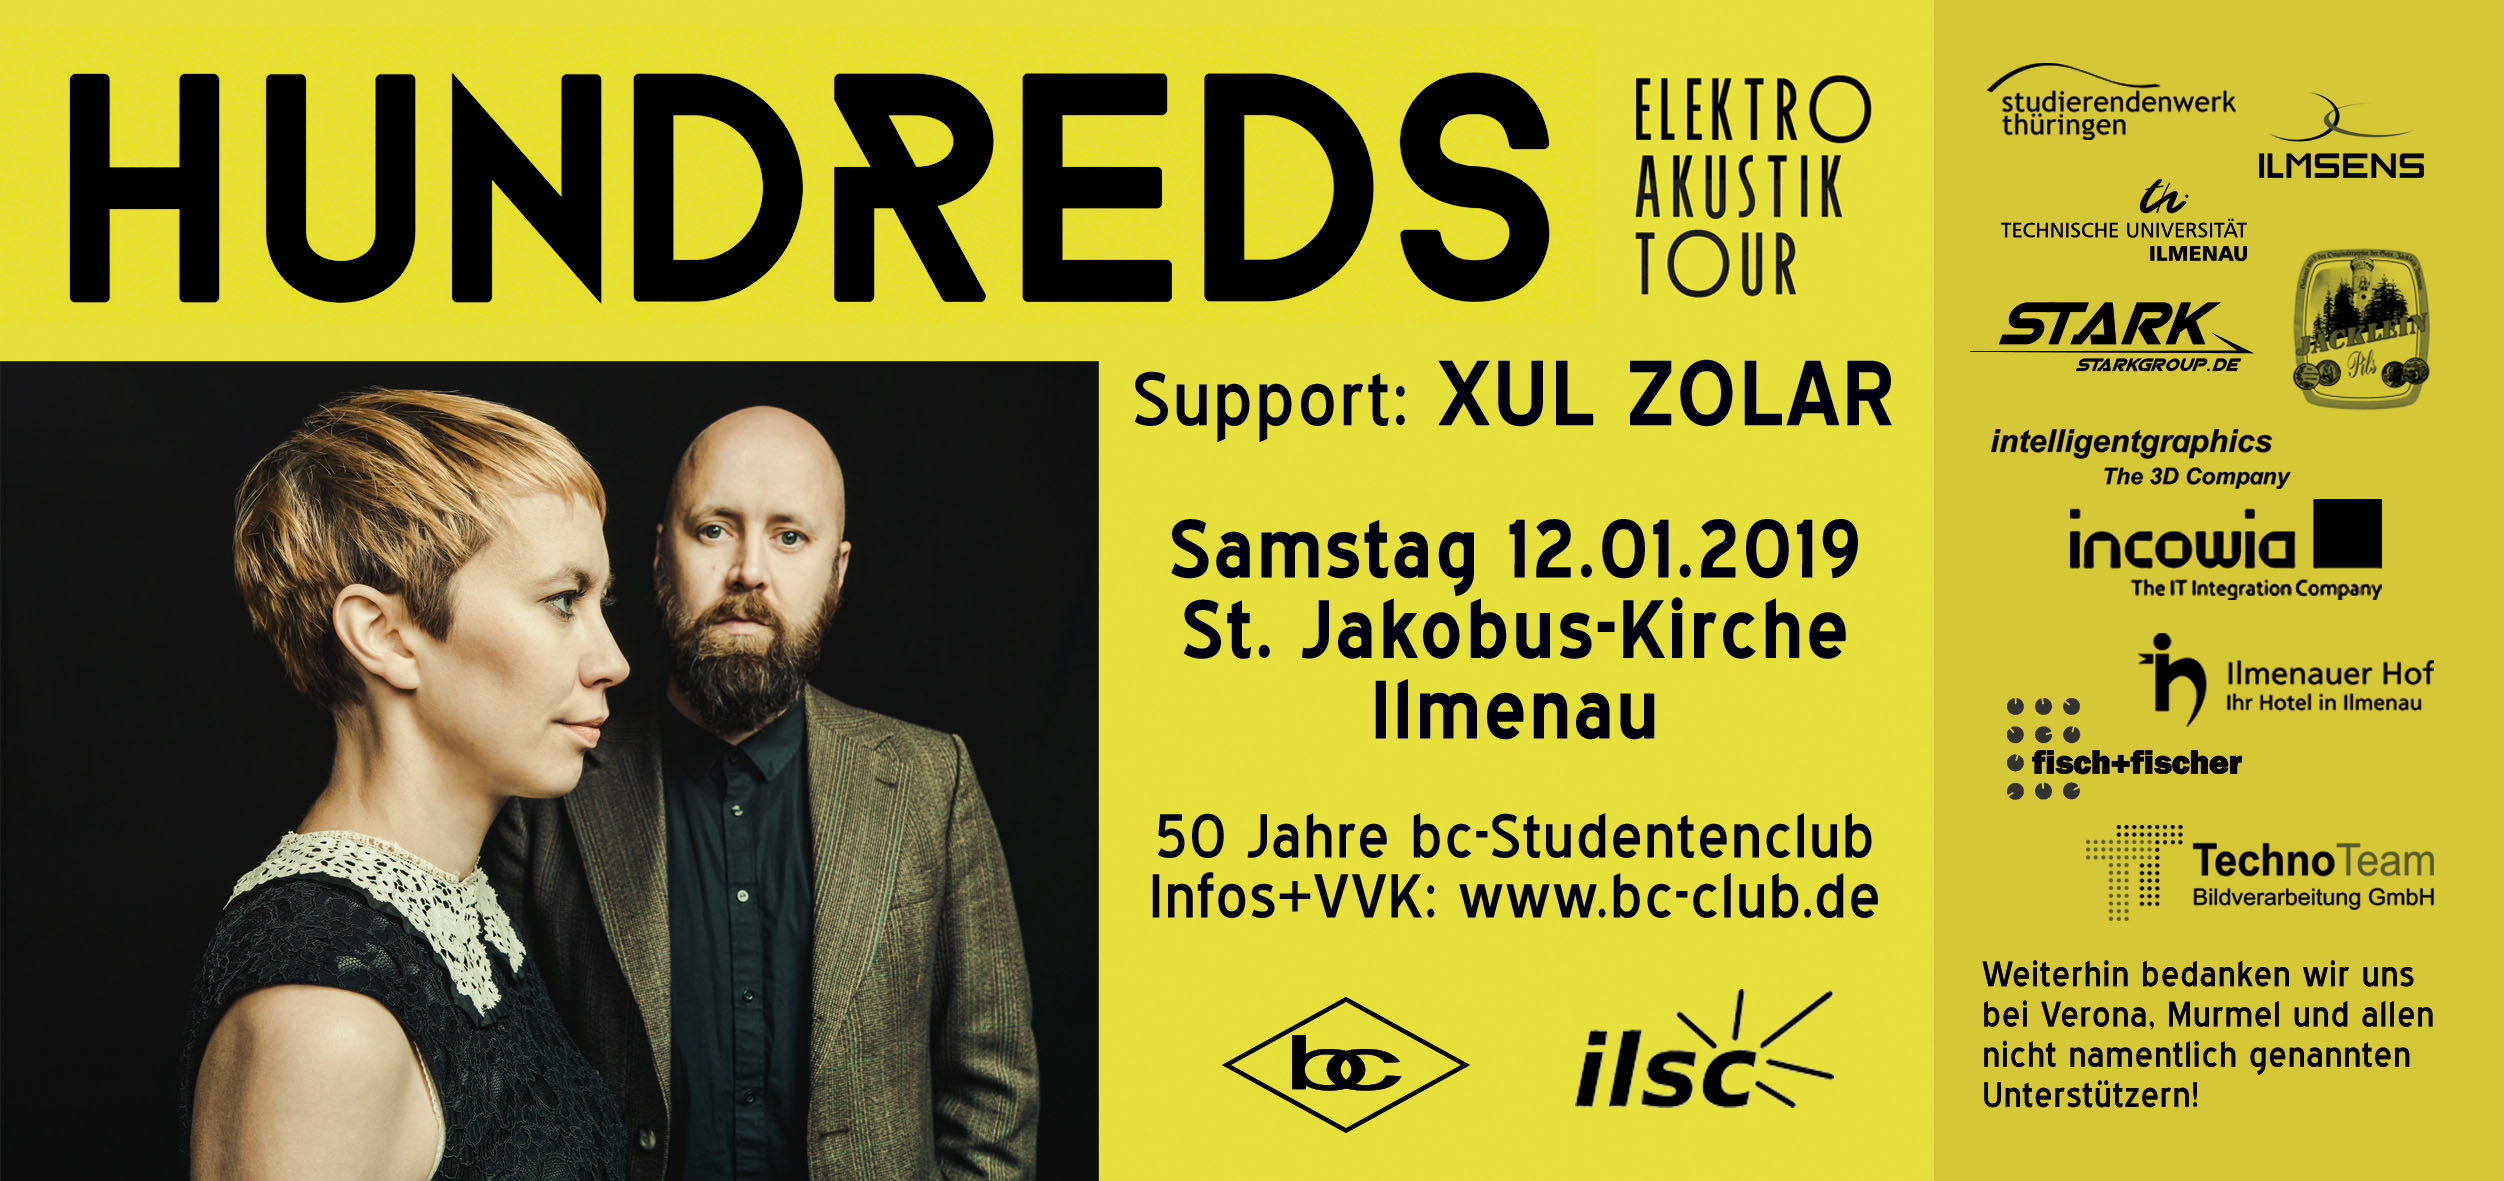 HUNDREDS
ELEKTRO
AKUSTIK
TOUR
Support: XUL ZOLAR
Samstag 12.01.2019
St. Jakobus-Kirche
Ilmenau
50 Jahre bc-Studentenclub
Infos+VVK: www.bc-club.de
bc
ilsc
studierendenwerk
thüringen
ILMSENS
th
TECHNISCHE UNIVERSITÄT
ILMENAU
STARK
STARKGROUP.DE
JÄCKLEIN
Pils
intelligentgraphics
The 3D Company
incowia
The IT Integration Company
Ilmenauer Hof
Ihr Hotel in Ilmenau
fisch+fischer
TechnoTeam
Bildverarbeitung GmbH
Weiterhin bedanken wir uns
bei Verona, Murmel und allen
nicht namentlich genannten
Unterstützern!